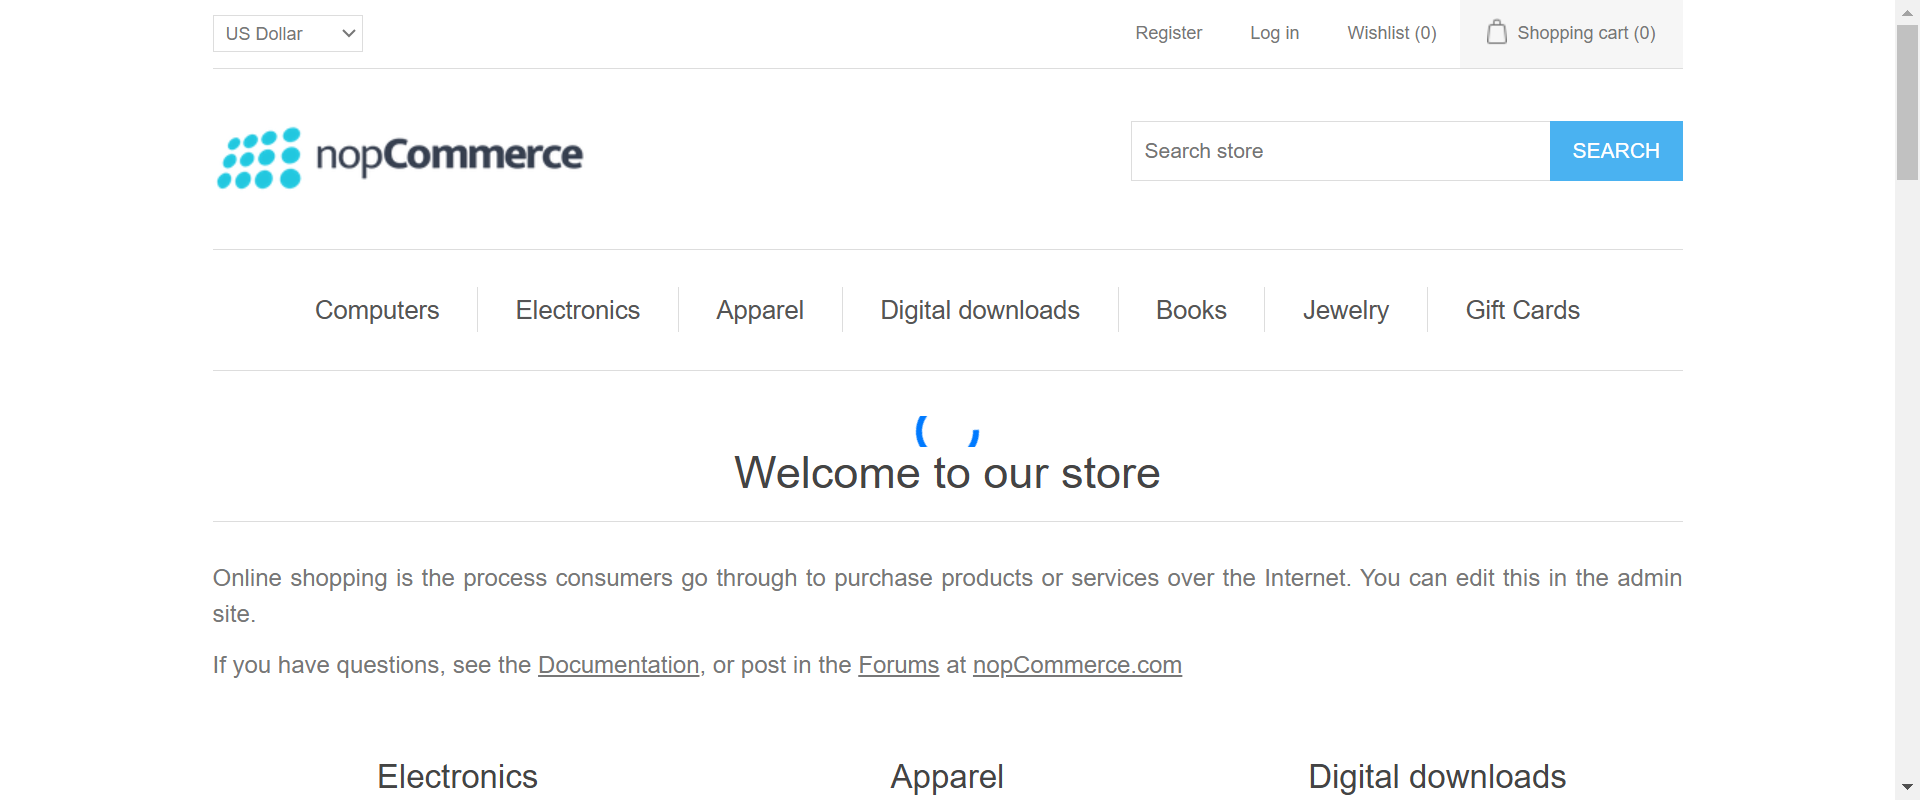 US Dollar
Register
Log in
Wishlist (0)
Shopping cart (0)
nopCommerce
Search store
SEARCH
Computers
Electronics
Apparel
Digital downloads
Books
Jewelry
Gift Cards
Welcome to our store
Online shopping is the process consumers go through to purchase products or services over the Internet. You can edit this in the admin
site.
If you have questions, see the Documentation, or post in the Forums at nopCommerce.com
Electronics
Apparel
Digital downloads